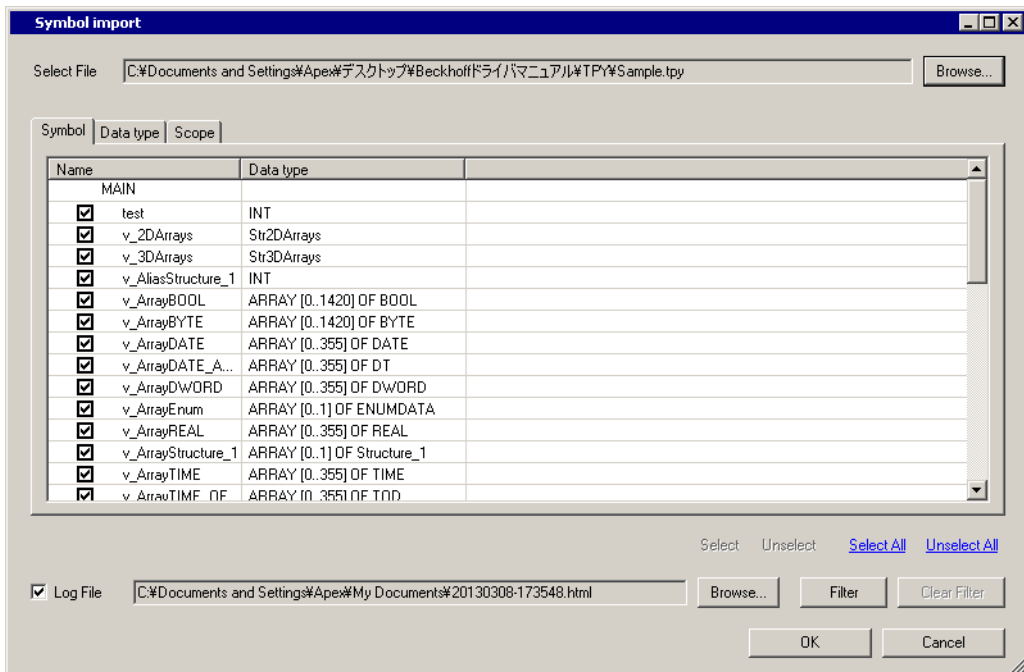 Symbol import
Select File C:¥Documents and Settings¥Apex¥デスクトップ¥Beckhoffドライバマニュアル¥TPY¥Sample.tpy Browse...
Symbol Data type Scope
Name Data type
MAIN
test INT
v_2DArrays Str2DArrays
v_3DArrays Str3DArrays
v_AliasStructure_1 INT
v_ArrayBOOL ARRAY [0..1420] OF BOOL
v_ArrayBYTE ARRAY [0..1420] OF BYTE
v_ArrayDATE ARRAY [0..355] OF DATE
v_ArrayDATE_A... ARRAY [0..355] OF DT
v_ArrayDWORD ARRAY [0..355] OF DWORD
v_ArrayEnum ARRAY [0..1] OF ENUMDATA
v_ArrayREAL ARRAY [0..355] OF REAL
v_ArrayStructure_1 ARRAY [0..1] OF Structure_1
v_ArrayTIME ARRAY [0..355] OF TIME
v_ArrayTIME_OF ARRAY [0..355] OF TOD
Select Unselect Select All Unselect All
Log File C:¥Documents and Settings¥Apex¥My Documents¥20130308-173548.html Browse... Filter Clear Filter
OK Cancel